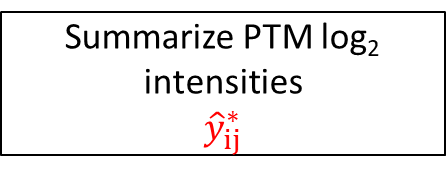 Summarize PTM log₂
intensities
ŷ*ij